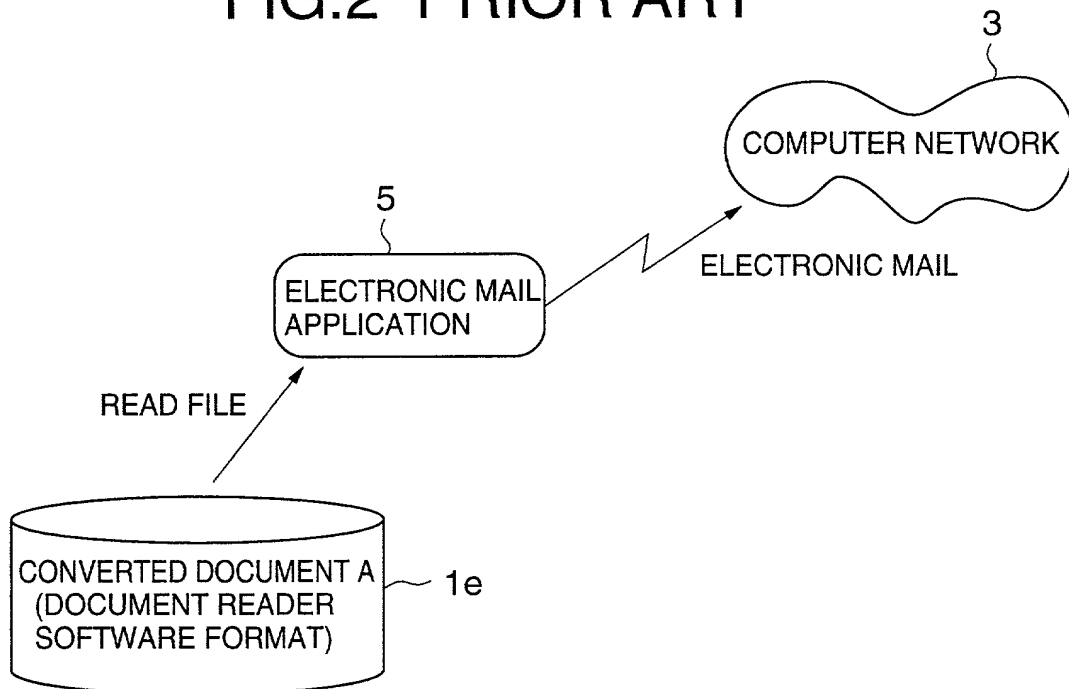 FIG.2 PRIOR ART
3
COMPUTER NETWORK
5
ELECTRONIC MAIL
ELECTRONIC MAIL
APPLICATION
READ FILE
CONVERTED DOCUMENT A
(DOCUMENT READER
SOFTWARE FORMAT)
1e